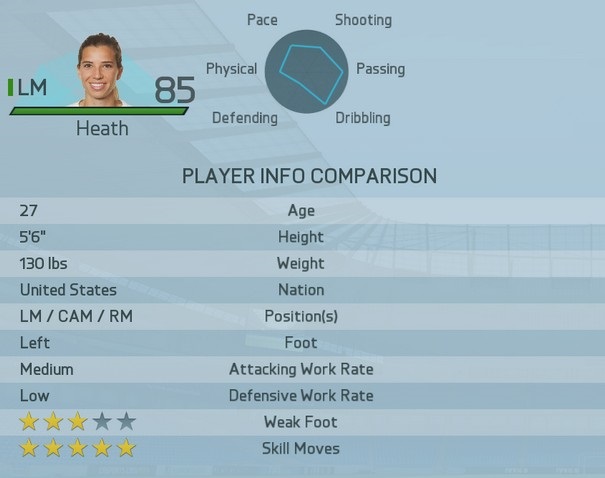 Pace Shooting
LM 85 Physical Passing
Heath Defending Dribbling
PLAYER INFO COMPARISON
27 Age
5'6" Height
130 lbs Weight
United States Nation
LM / CAM / RM Position(s)
Left Foot
Medium Attacking Work Rate
Low Defensive Work Rate
Weak Foot
Skill Moves